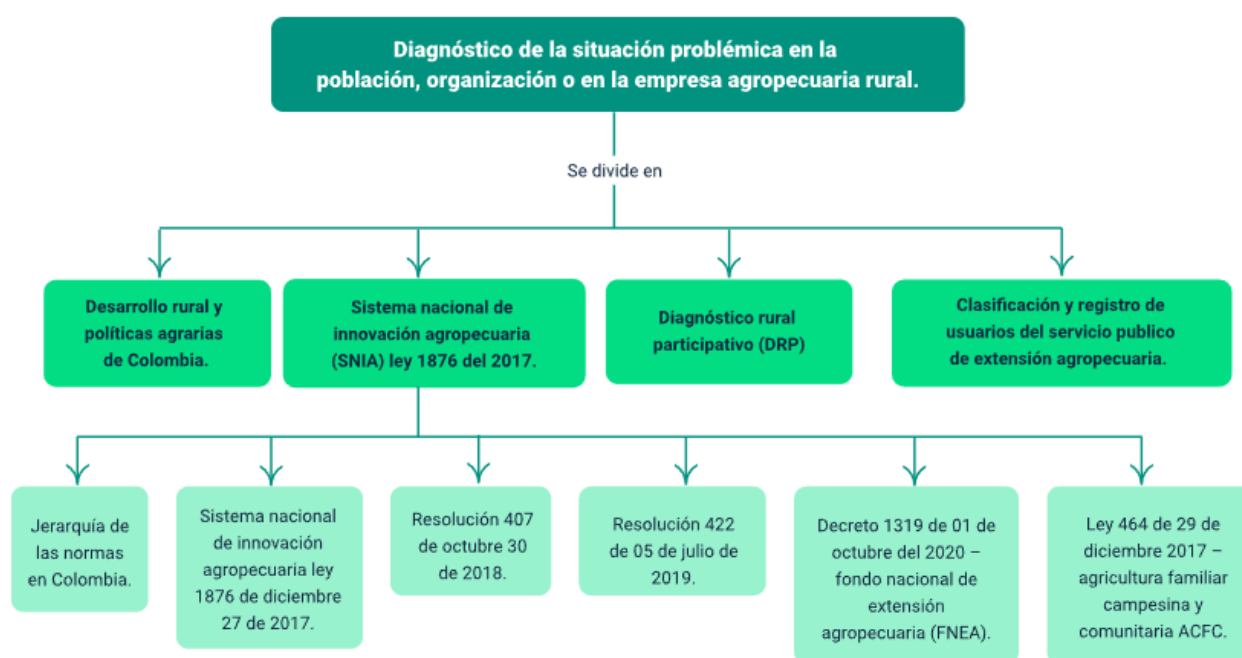 Diagnóstico de la situación problémica en la
población, organización o en la empresa agropecuaria rural.
Se divide en
Desarrollo rural y
políticas agrarias
de Colombia.
Sistema nacional de
innovación agropecuaria
(SNIA) ley 1876 del 2017.
Diagnóstico rural
participativo (DRP)
Clasificación y registro de
usuarios del servicio publico
de extensión agropecuaria.
Jerarquía de
las normas
en Colombia.
Sistema nacional
de innovación
agropecuaria ley
1876 de diciembre
27 de 2017.
Resolución 407
de octubre 30
de 2018.
Resolución 422
de 05 de julio de
2019.
Decreto 1319 de 01 de
octubre del 2020 –
fondo nacional de
extensión
agropecuaria (FNEA).
Ley 464 de 29 de
diciembre 2017 –
agricultura familiar
campesina y
comunitaria ACFC.